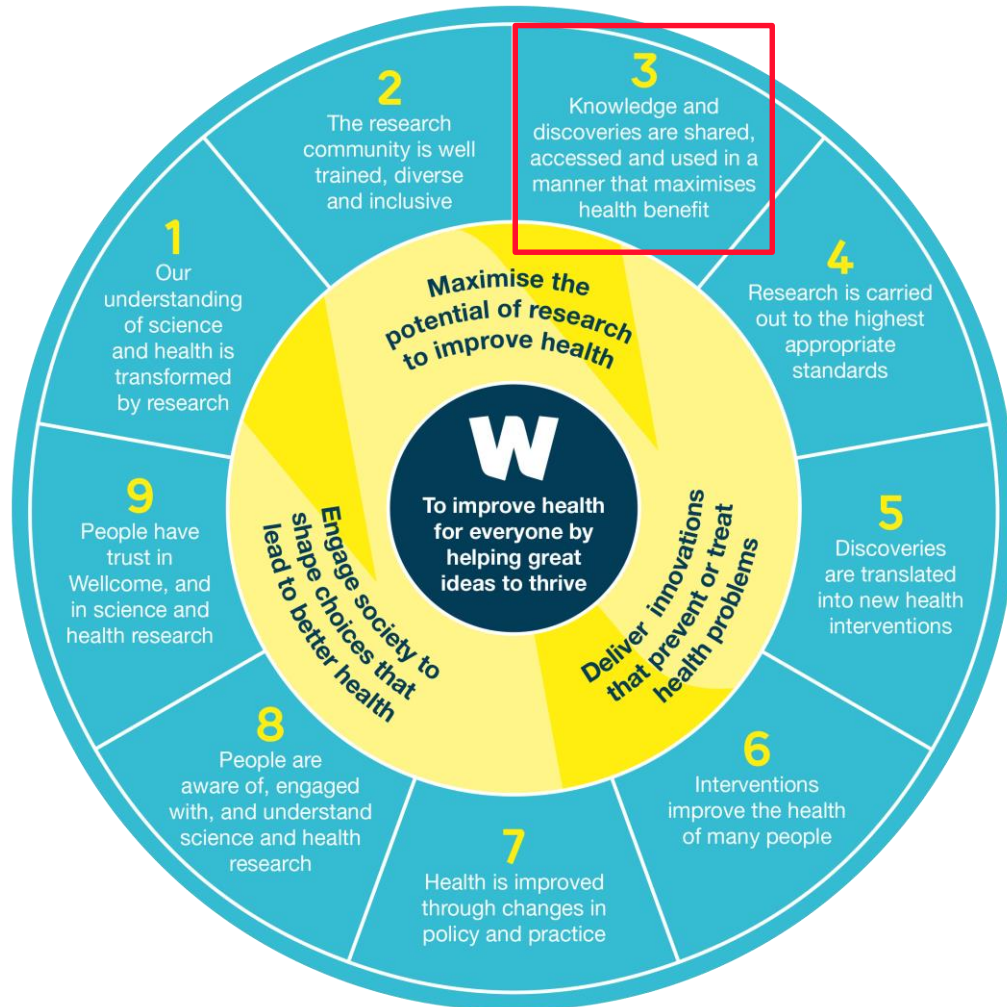 1
Our
understanding
of science
and health is
transformed
by research
2
The research
community is well
trained, diverse
and inclusive
3
Knowledge and
discoveries are shared,
accessed and used in a
manner that maximises
health benefit
4
Research is carried
out to the highest
appropriate
standards
5
Discoveries
are translated
into new health
interventions
6
Interventions
improve the health
of many people
7
Health is improved
through changes in
policy and practice
8
People are
aware of, engaged
with, and understand
science and health
research
9
People have
trust in
Wellcome, and
in science and
health research
Maximise the
potential of research
to improve health
Deliver innovations
that prevent or treat
health problems
Engage society to
shape choices that
lead to better health
W
To improve health
for everyone by
helping great
ideas to thrive